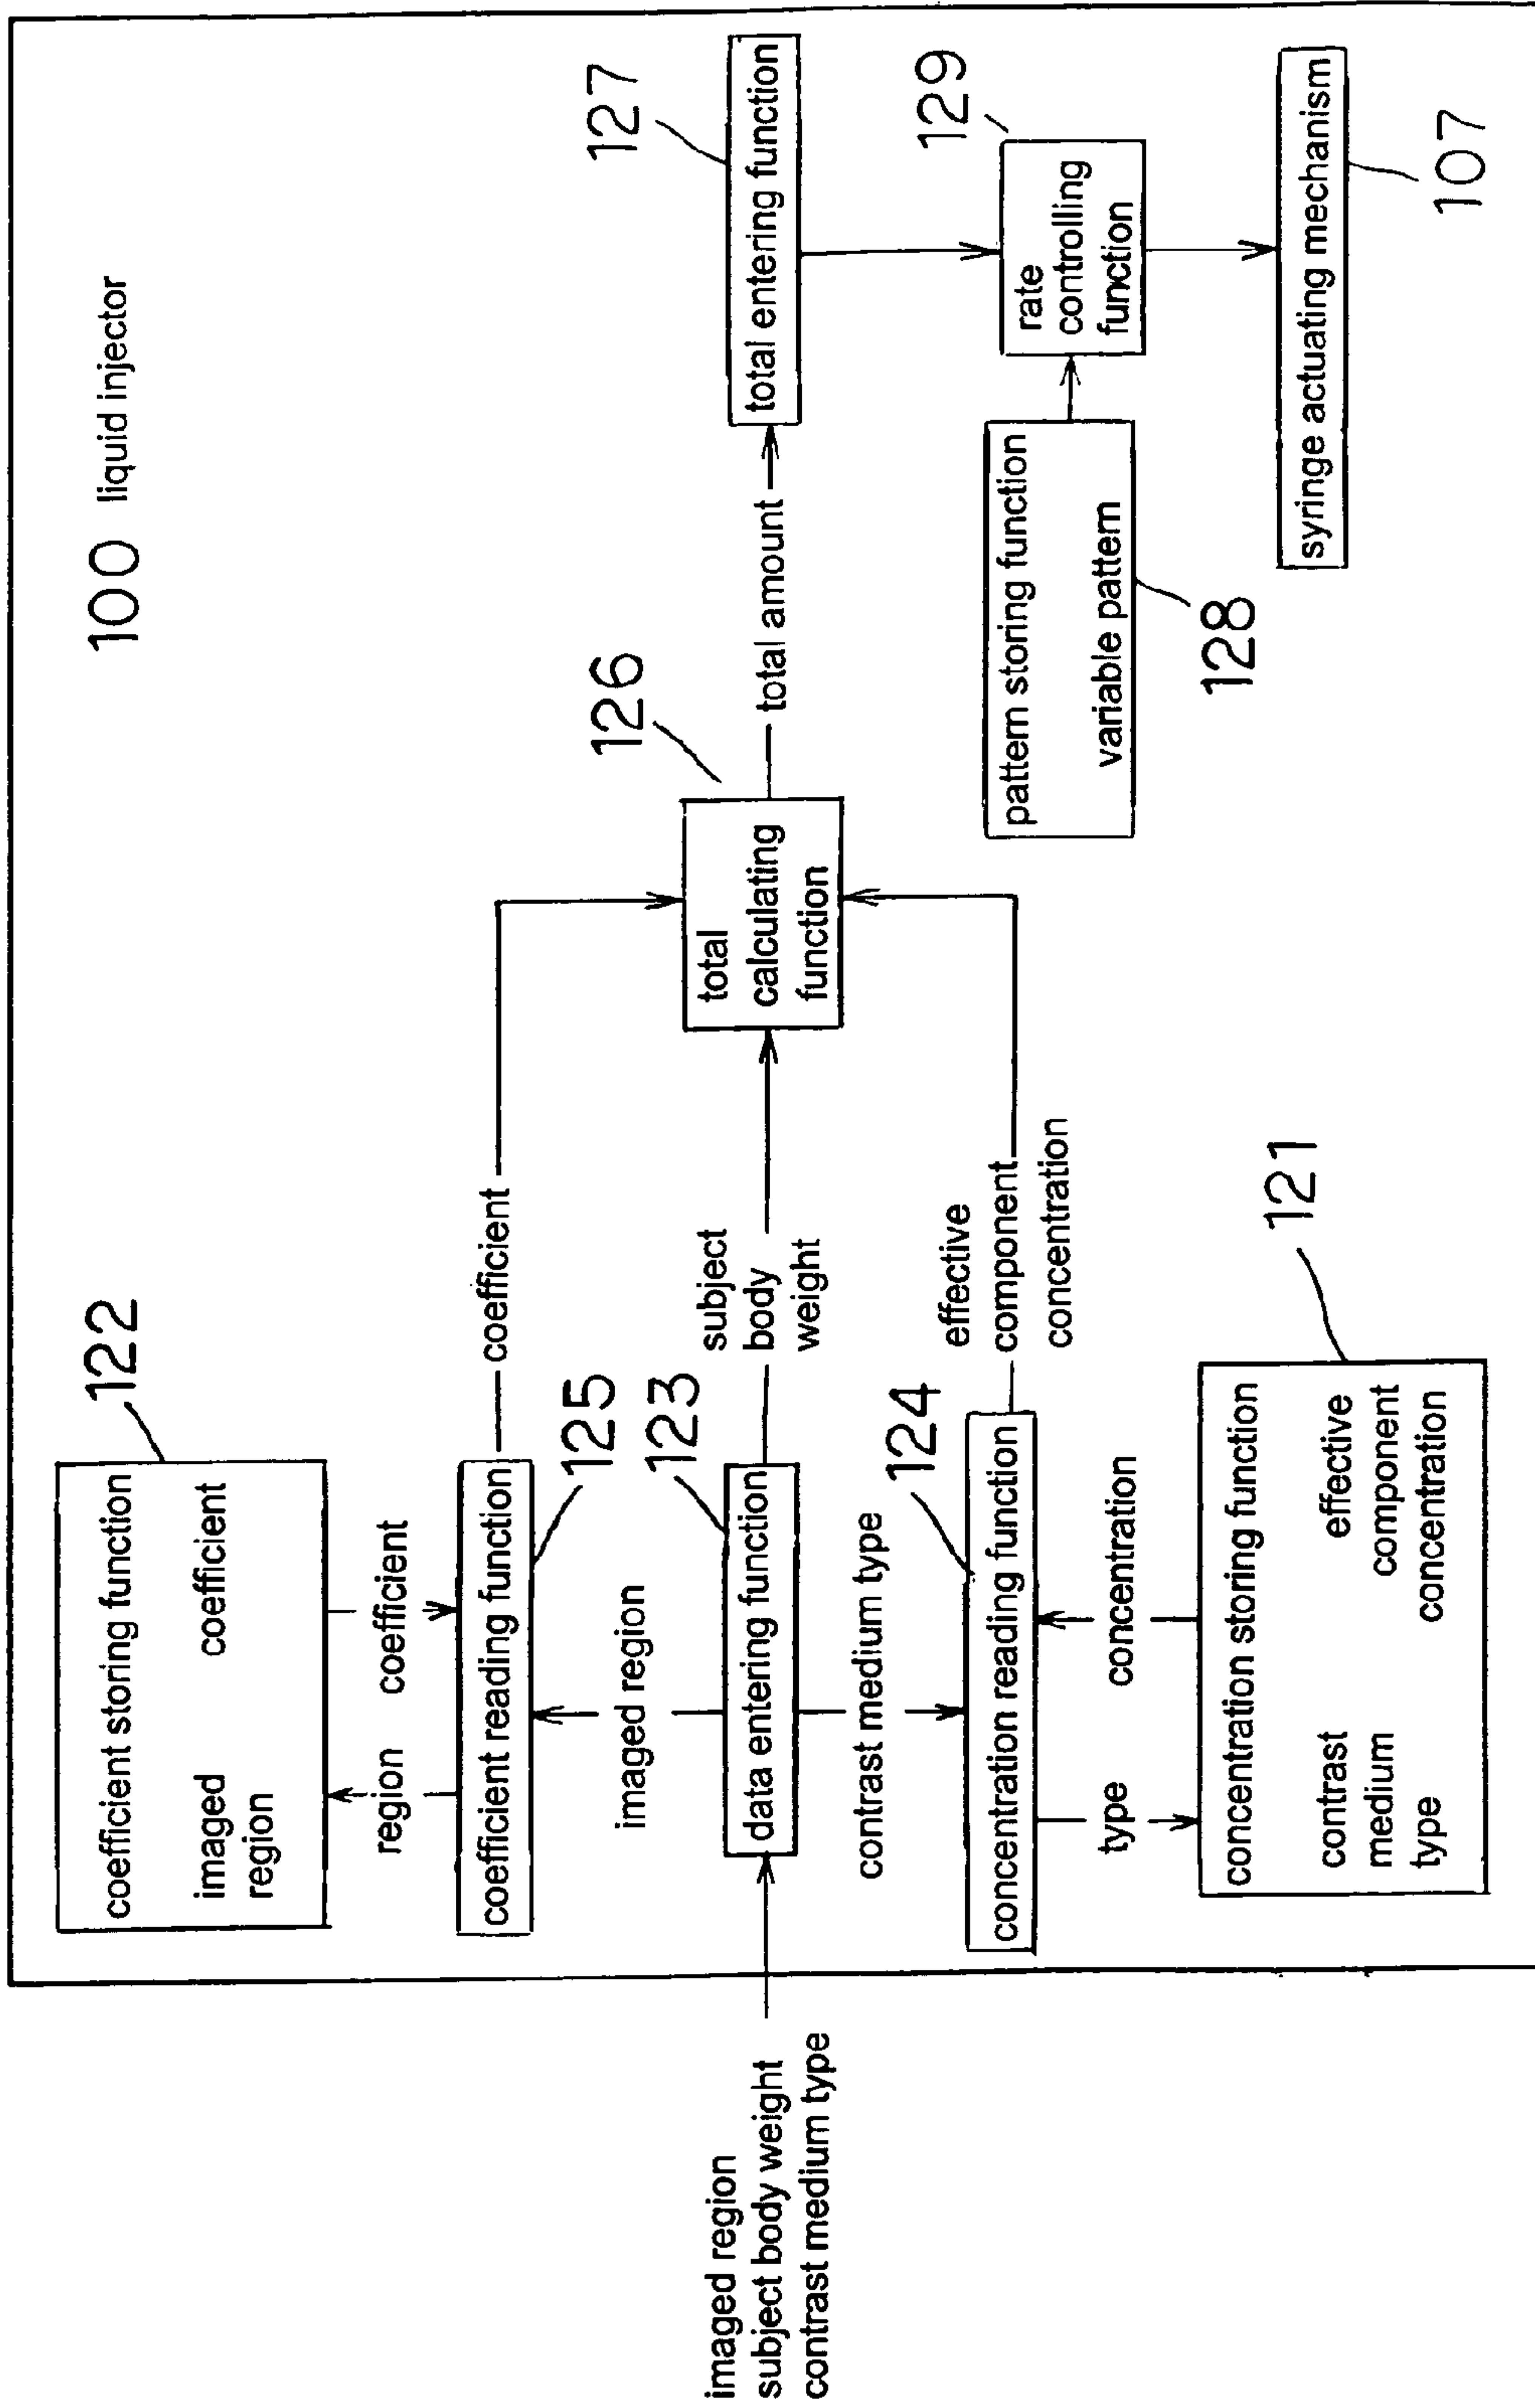 100 liquid injector
122
coefficient storing function
imaged
region
coefficient
region
coefficient
coefficient reading function
125
coefficient
imaged region
123
data entering function
imaged region
subject body weight
contrast medium type
subject
body
weight
contrast medium type
124
concentration reading function
effective
component
concentration
type
concentration
121
concentration storing function
contrast
medium
type
effective
component
concentration
126
total
calculating
function
total amount
127
total entering function
129
rate
controlling
function
pattern storing function
variable pattern
128
syringe actuating mechanism
107